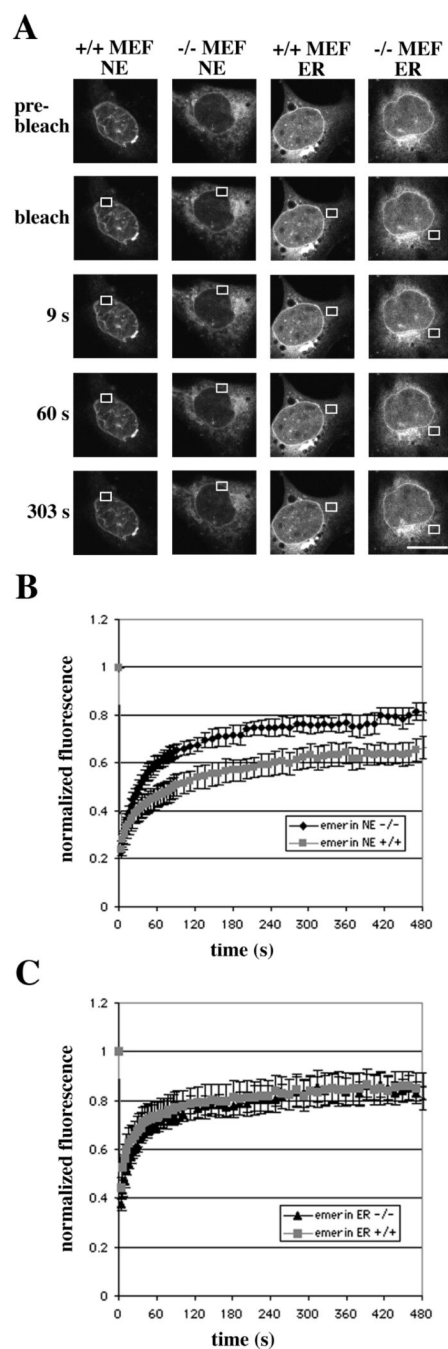 A
+/+ MEF NE
-/- MEF NE
+/+ MEF ER
-/- MEF ER
pre-bleach
bleach
9 s
60 s
303 s
B
normalized fluorescence
1.2
1
0.8
0.6
0.4
0.2
0
emerin NE -/-
emerin NE +/+
0 60 120 180 240 300 360 420 480
time (s)
C
normalized fluorescence
1.2
1
0.8
0.6
0.4
0.2
0
emerin ER -/-
emerin ER +/+
0 60 120 180 240 300 360 420 480
time (s)